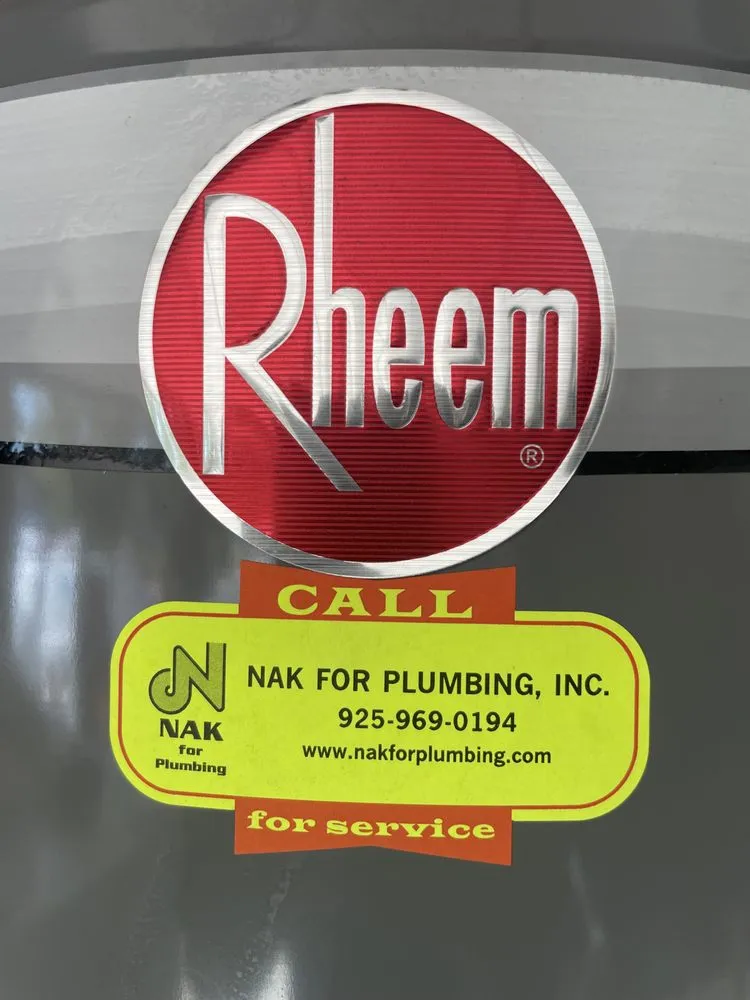 Rheem
®
CALL
NAK FOR PLUMBING, INC.
925-969-0194
www.nakforplumbing.com
NAK
for
Plumbing
for service